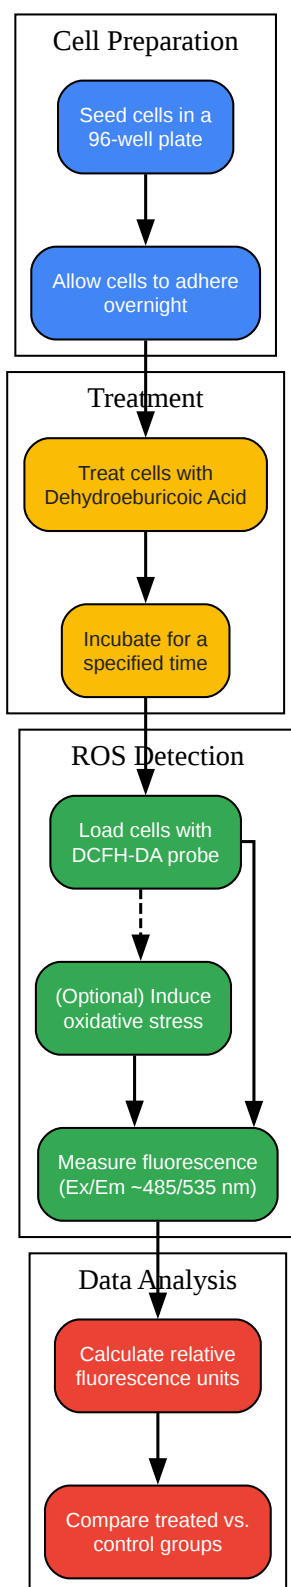 Cell Preparation
Seed cells in a
96-well plate
Allow cells to adhere
overnight
Treatment
Treat cells with
Dehydroeburicoic Acid
Incubate for a
specified time
ROS Detection
Load cells with
DCFH-DA probe
(Optional) Induce
oxidative stress
Measure fluorescence
(Ex/Em ~485/535 nm)
Data Analysis
Calculate relative
fluorescence units
Compare treated vs.
control groups